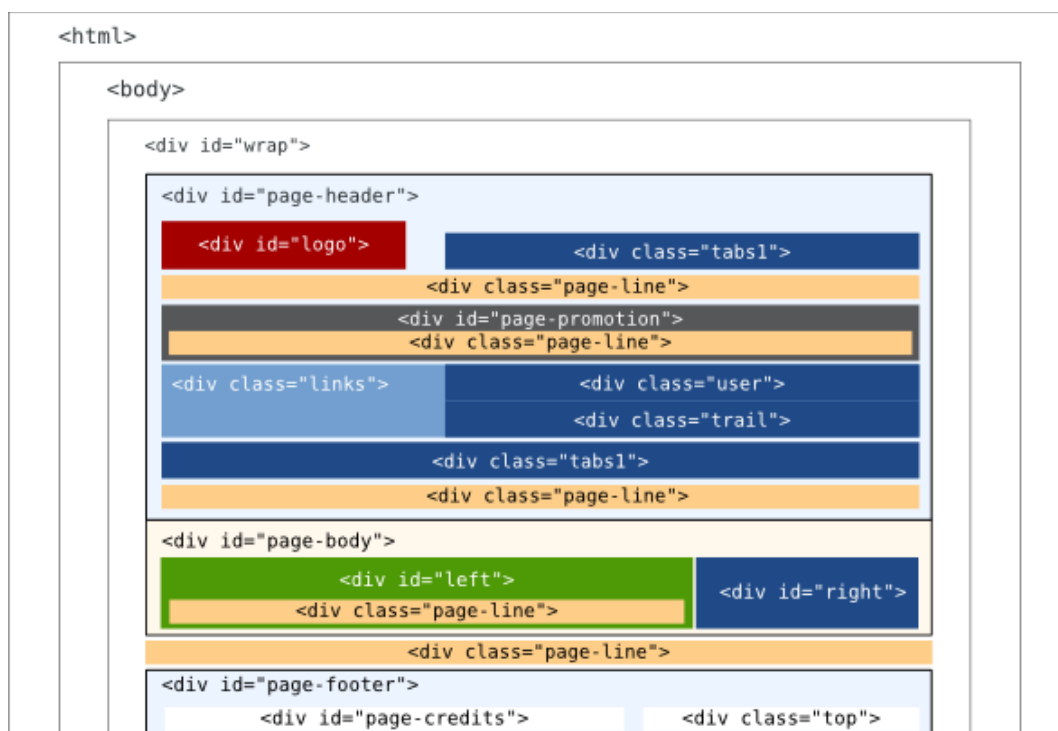 <html>
<body>
<div id="wrap">
<div id="page-header">
<div id="logo">
<div class="tabs1">
<div class="page-line">
<div id="page-promotion">
<div class="page-line">
<div class="links">
<div class="user">
<div class="trail">
<div class="tabs1">
<div class="page-line">
<div id="page-body">
<div id="left">
<div class="page-line">
<div id="right">
<div class="page-line">
<div id="page-footer">
<div id="page-credits">
<div class="top">